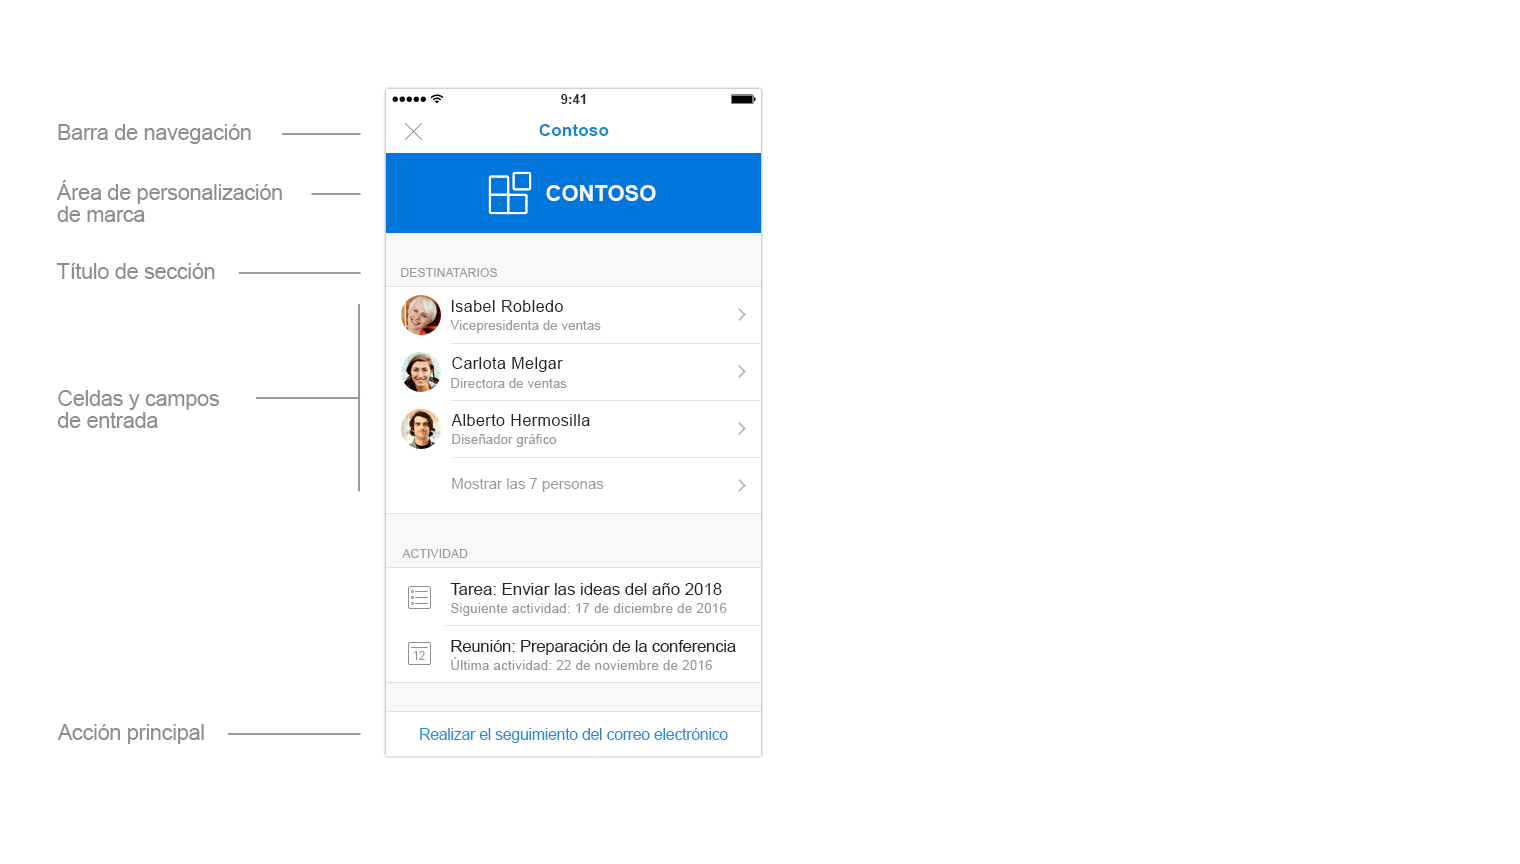 9:41
Barra de navegación
Contoso
Área de personalización
de marca
CONTOSO
Título de sección
DESTINATARIOS
Isabel Robledo
Vicepresidenta de ventas
Carlota Melgar
Directora de ventas
Celdas y campos
de entrada
Alberto Hermosilla
Diseñador gráfico
Mostrar las 7 personas
ACTIVIDAD
Tarea: Enviar las ideas del año 2018
Siguiente actividad: 17 de diciembre de 2016
12
Reunión: Preparación de la conferencia
Última actividad: 22 de noviembre de 2016
Acción principal
Realizar el seguimiento del correo electrónico